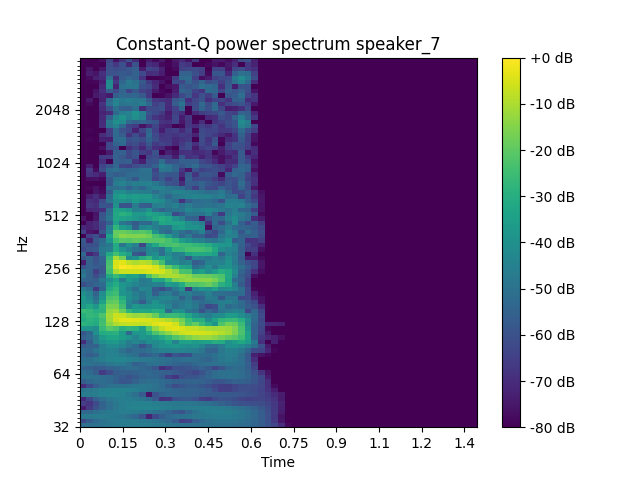 Constant-Q power spectrum speaker_7
Hz
2048
1024
512
256
128
64
32
0 0.15 0.3 0.45 0.6 0.75 0.9 1.1 1.2 1.4
Time
+0 dB
-10 dB
-20 dB
-30 dB
-40 dB
-50 dB
-60 dB
-70 dB
-80 dB